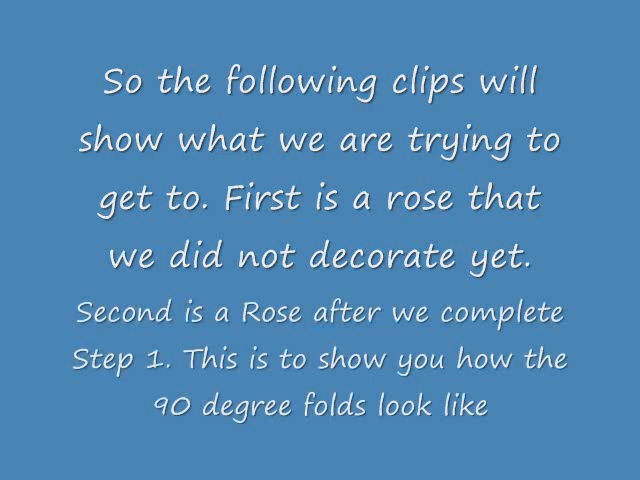 So the following clips will
show what we are trying to
get to. First is a rose that
we did not decorate yet.
Second is a Rose after we complete
Step 1. This is to show you how the
90 degree folds look like